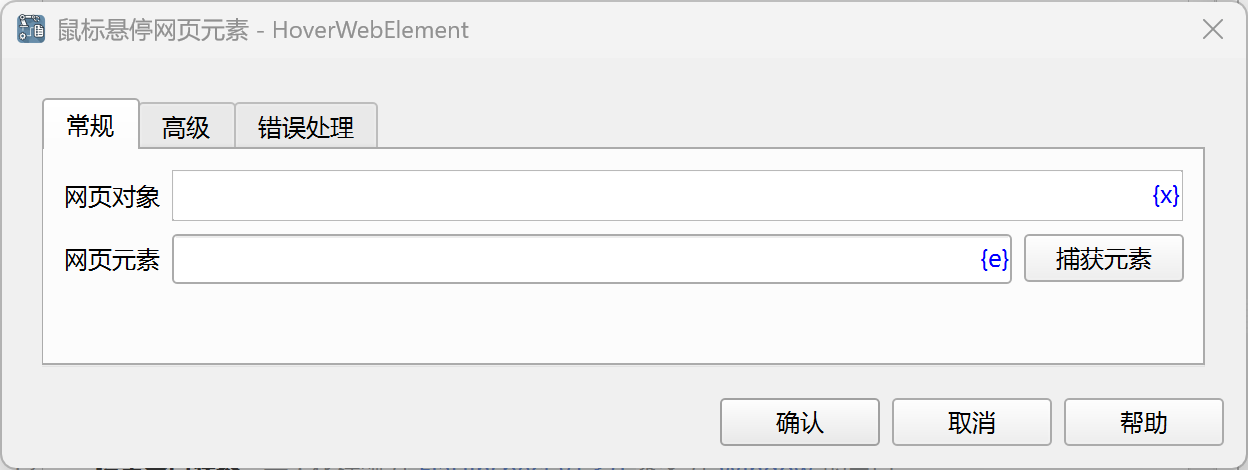 鼠标悬停网页元素 - HoverWebElement
常规 高级 错误处理
网页对象 {x}
网页元素 {e} 捕获元素
确认 取消 帮助